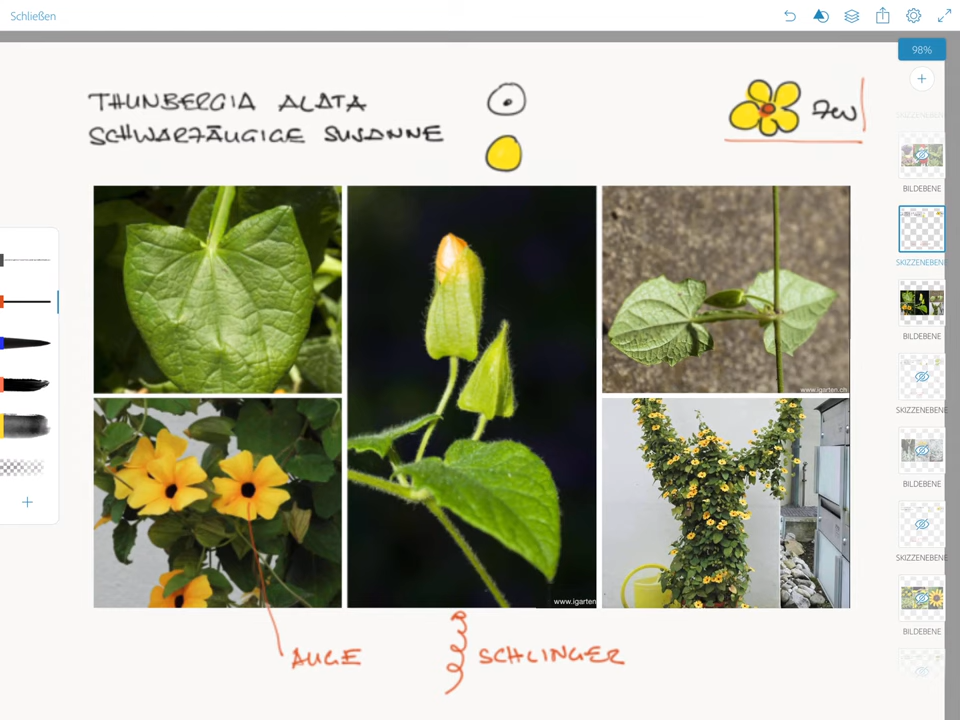 Schließen
98%
THUNBERGIA ALATA
SCHWARZÄUGIGE SUSANNE
BILDEBENE
SKIZZENEBENE
BILDEBENE
SKIZZENEBENE
BILDEBENE
SKIZZENEBENE
BILDEBENE
www.igarten.ch
www.igarten
AUGE
SCHLINGER